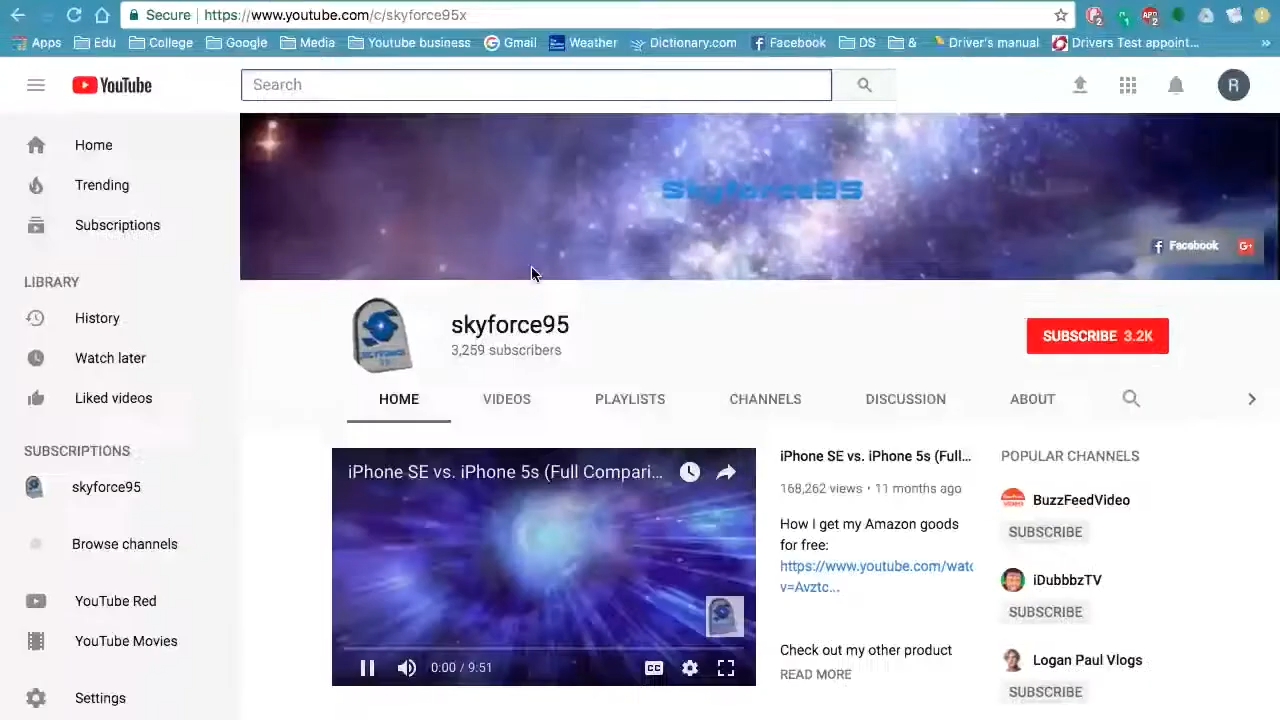 Secure https://www.youtube.com/c/skyforce95x
Apps Edu College Google Media Youtube business Gmail Weather Dictionary.com Facebook DS & Driver's manual Drivers Test appoint... »
YouTube
Search
R
Home
Trending
Subscriptions
LIBRARY
History
Watch later
Liked videos
SUBSCRIPTIONS
skyforce95
Browse channels
YouTube Red
YouTube Movies
Settings
Skyforce95
Facebook G+
skyforce95
3,259 subscribers
SUBSCRIBE 3.2K
HOME VIDEOS PLAYLISTS CHANNELS DISCUSSION ABOUT
iPhone SE vs. iPhone 5s (Full Compari...
0:00 / 9:51
CC
iPhone SE vs. iPhone 5s (Full...
168,262 views • 11 months ago
How I get my Amazon goods
for free:
https://www.youtube.com/watc
v=Avztc...
Check out my other product
READ MORE
POPULAR CHANNELS
BuzzFeedVideo
SUBSCRIBE
iDubbbzTV
SUBSCRIBE
Logan Paul Vlogs
SUBSCRIBE